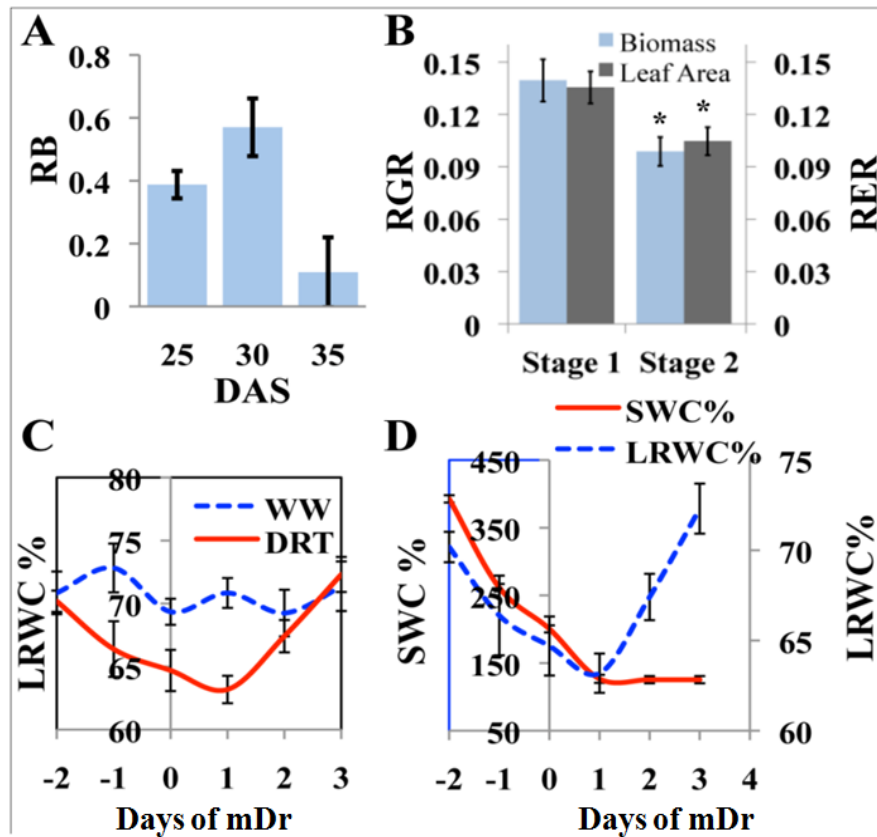 A
RB
0.8
0.6
0.4
0.2
0
25 30 35
DAS
B
Biomass
Leaf Area
RGR
0.15
0.12
0.09
0.06
0.03
0
* *
0.15
0.12
0.09
0.06
0.03
0
RER
Stage 1 Stage 2
C
LRWC %
80
75
70
65
60
WW
DRT
-2 -1 0 1 2 3
Days of mDr
D
SWC%
LRWC%
SWC %
450
350
250
150
50
75
70
65
60
LRWC%
-2 -1 0 1 2 3 4
Days of mDr